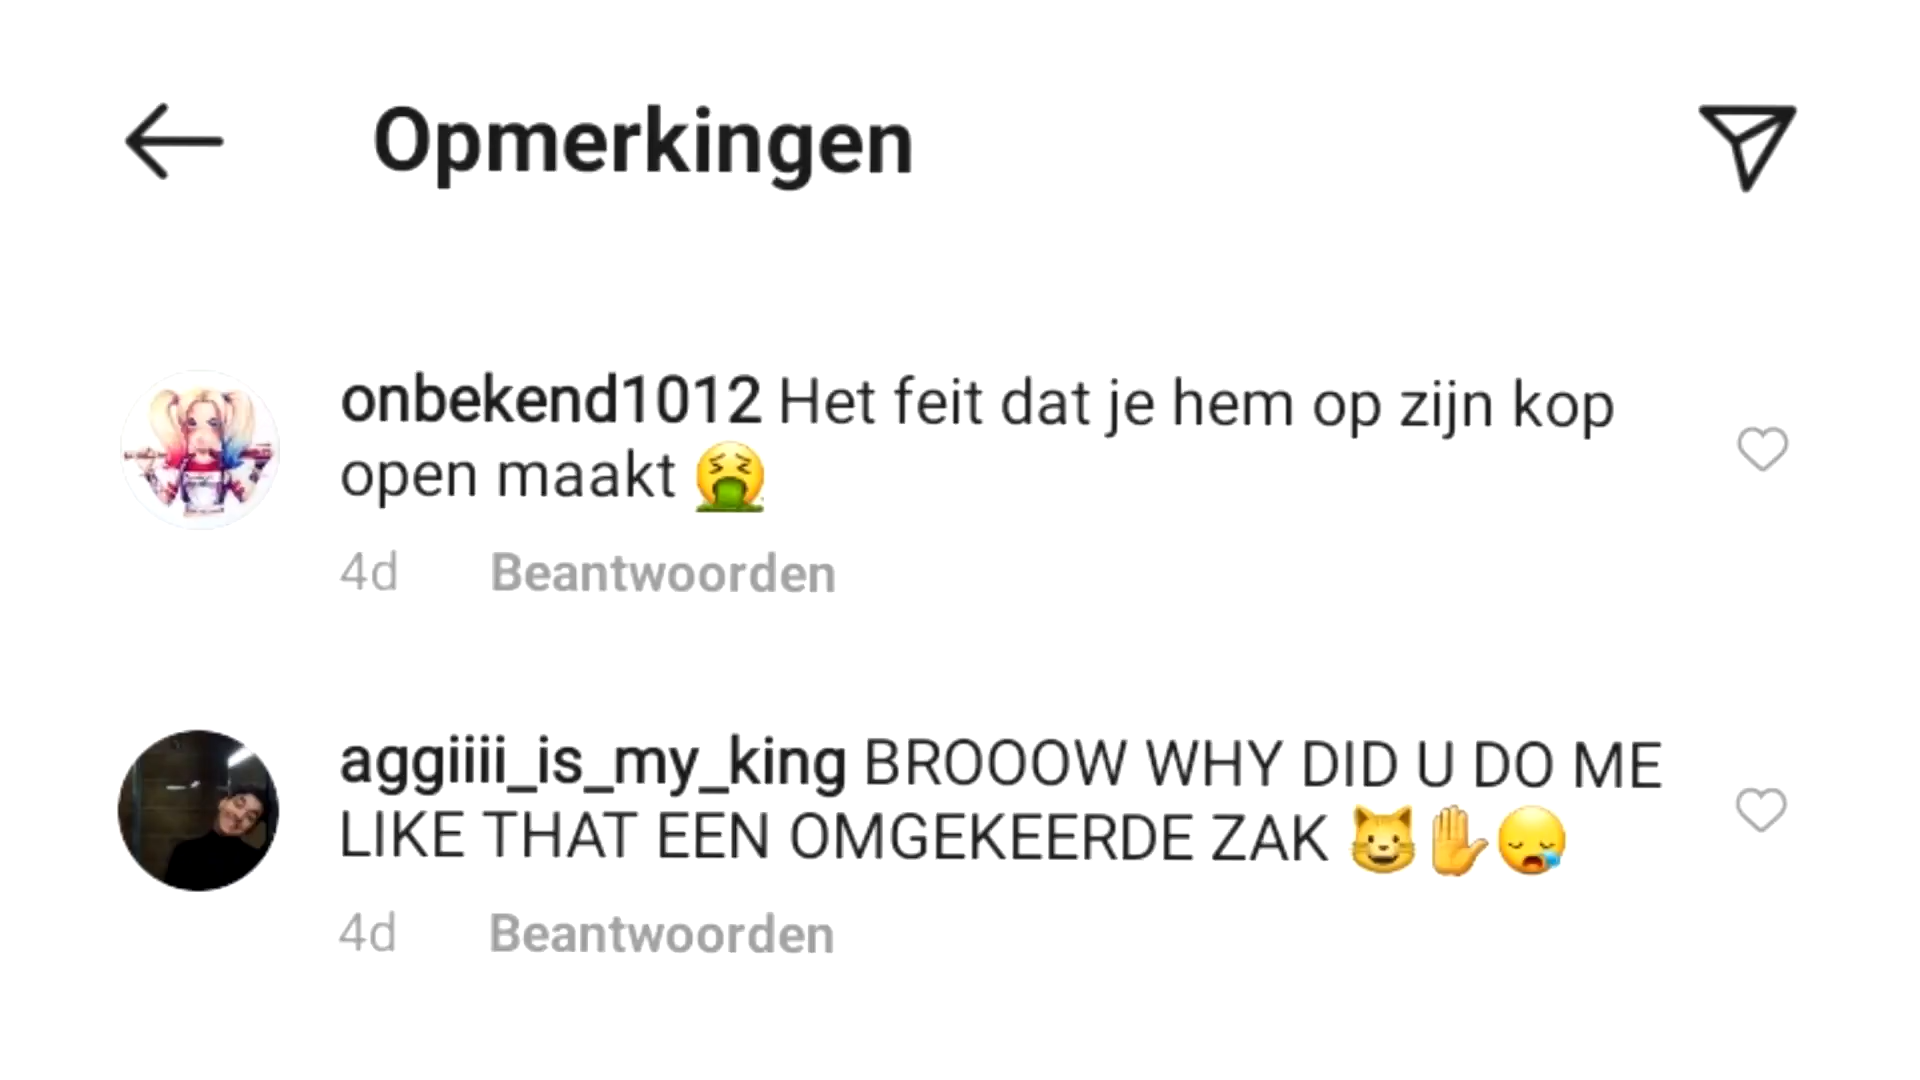 Opmerkingen
onbekend1012 Het feit dat je hem op zijn kop
open maakt 🤮
4d Beantwoorden
aggiiii_is_my_king BROOOW WHY DID U DO ME
LIKE THAT EEN OMGEKEERDE ZAK 😺✋😪
4d Beantwoorden